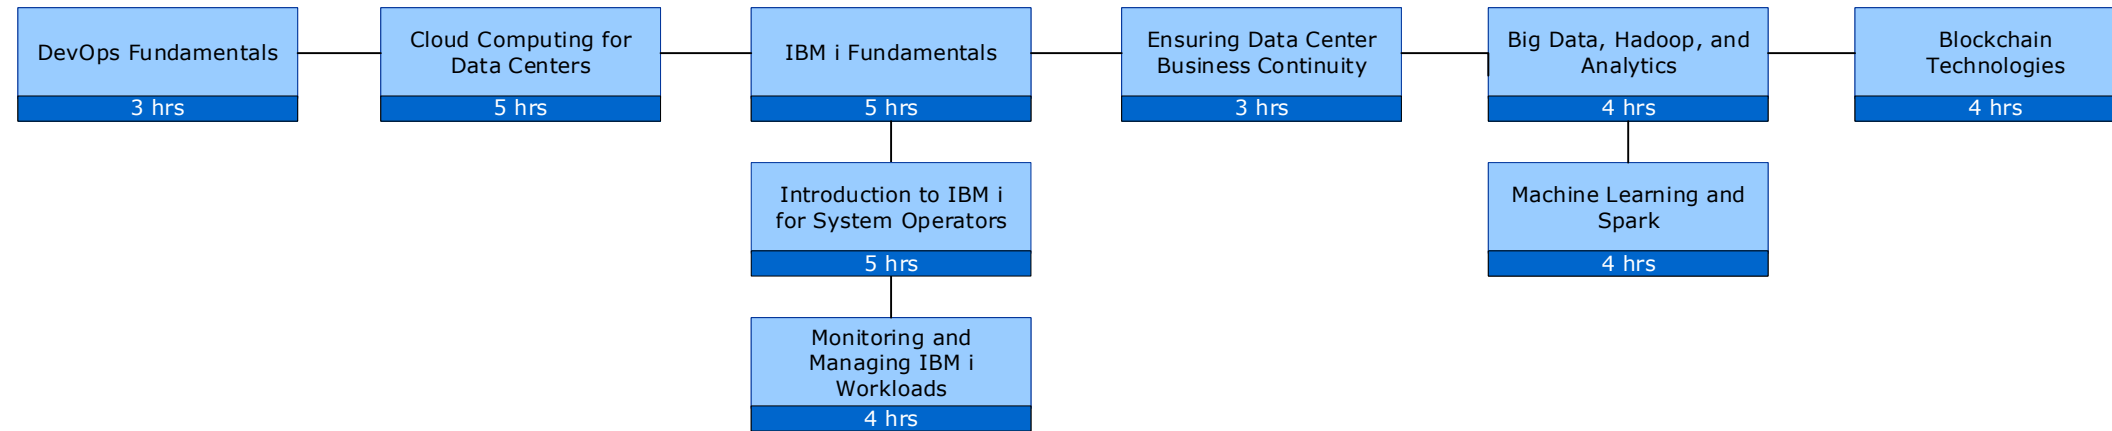 DevOps Fundamentals
3 hrs
Cloud Computing for
Data Centers
5 hrs
IBM i Fundamentals
5 hrs
Ensuring Data Center
Business Continuity
3 hrs
Big Data, Hadoop, and
Analytics
4 hrs
Blockchain
Technologies
4 hrs
Introduction to IBM i
for System Operators
5 hrs
Machine Learning and
Spark
4 hrs
Monitoring and
Managing IBM i
Workloads
4 hrs